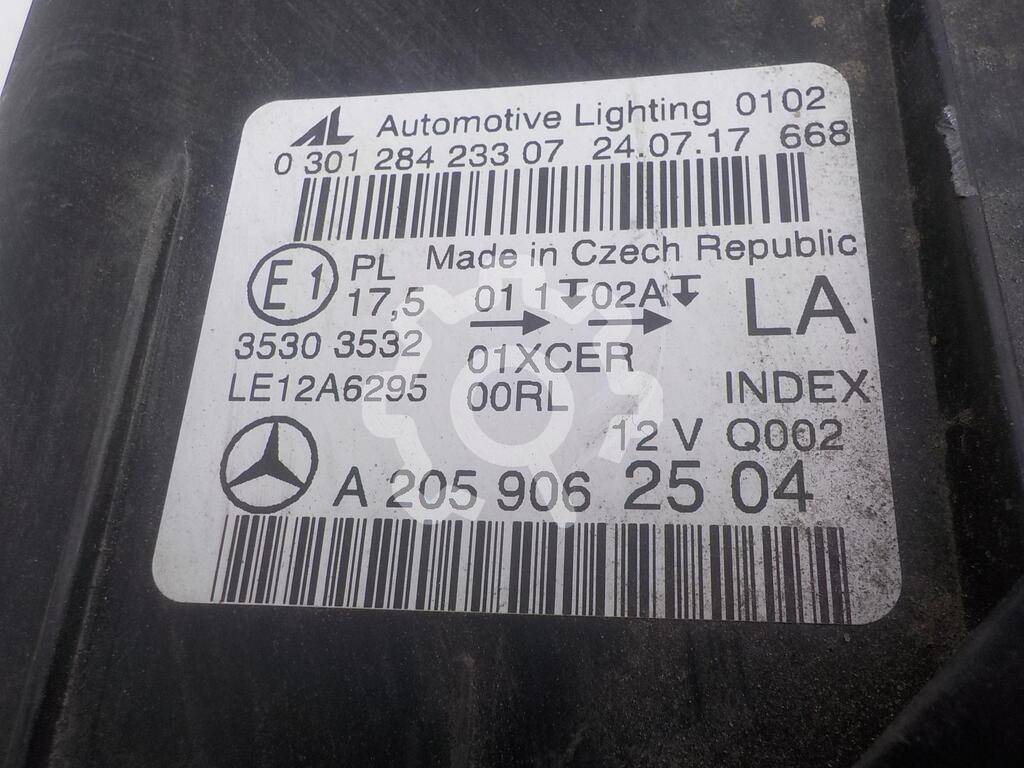 AL Automotive Lighting 0102
0 301 284 233 07 24.07.17 668
E1 PL Made in Czech Republic
17,5 01 1 02A LA
3530 3532 01XCER
LE12A6295 00RL INDEX
12 V Q002
A 205 906 25 04